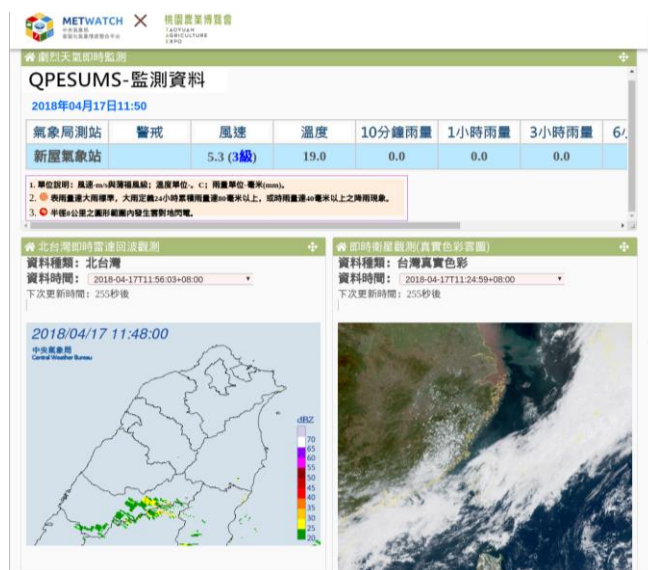 METWATCH
中央氣象局
桃園農業博覽會
TAOYUAN
AGRICULTURE
EXPO
劇烈天氣即時監測
QPESUMS-監測資料
2018年04月17日11:50
氣象局測站 警戒 風速 溫度 10分鐘雨量 1小時雨量 3小時雨量
新屋氣象站 5.3 (3級) 19.0 0.0 0.0 0.0
1. 單位說明：風速-m/s與蒲福風級；溫度單位-。C；雨量單位-毫米(mm)。
2. 表雨量達大雨標準，大雨定義24小時累積雨量達80毫米以上，或時雨量達40毫米以上之降雨現象。
3. 半徑8公里之圓形範圍內發生雲對地閃電。
北台灣即時雷達回波觀測
資料種類：北台灣
資料時間： 2018-04-17T11:56:03+08:00
下次更新時間：255秒後
2018/04/17 11:48:00
中央氣象局
Central Weather Bureau
dBZ
70
65
60
55
50
45
40
35
30
25
20
即時衛星觀測(真實色彩雲圖)
資料種類：台灣真實色彩
資料時間： 2018-04-17T11:24:59+08:00
下次更新時間：255秒後